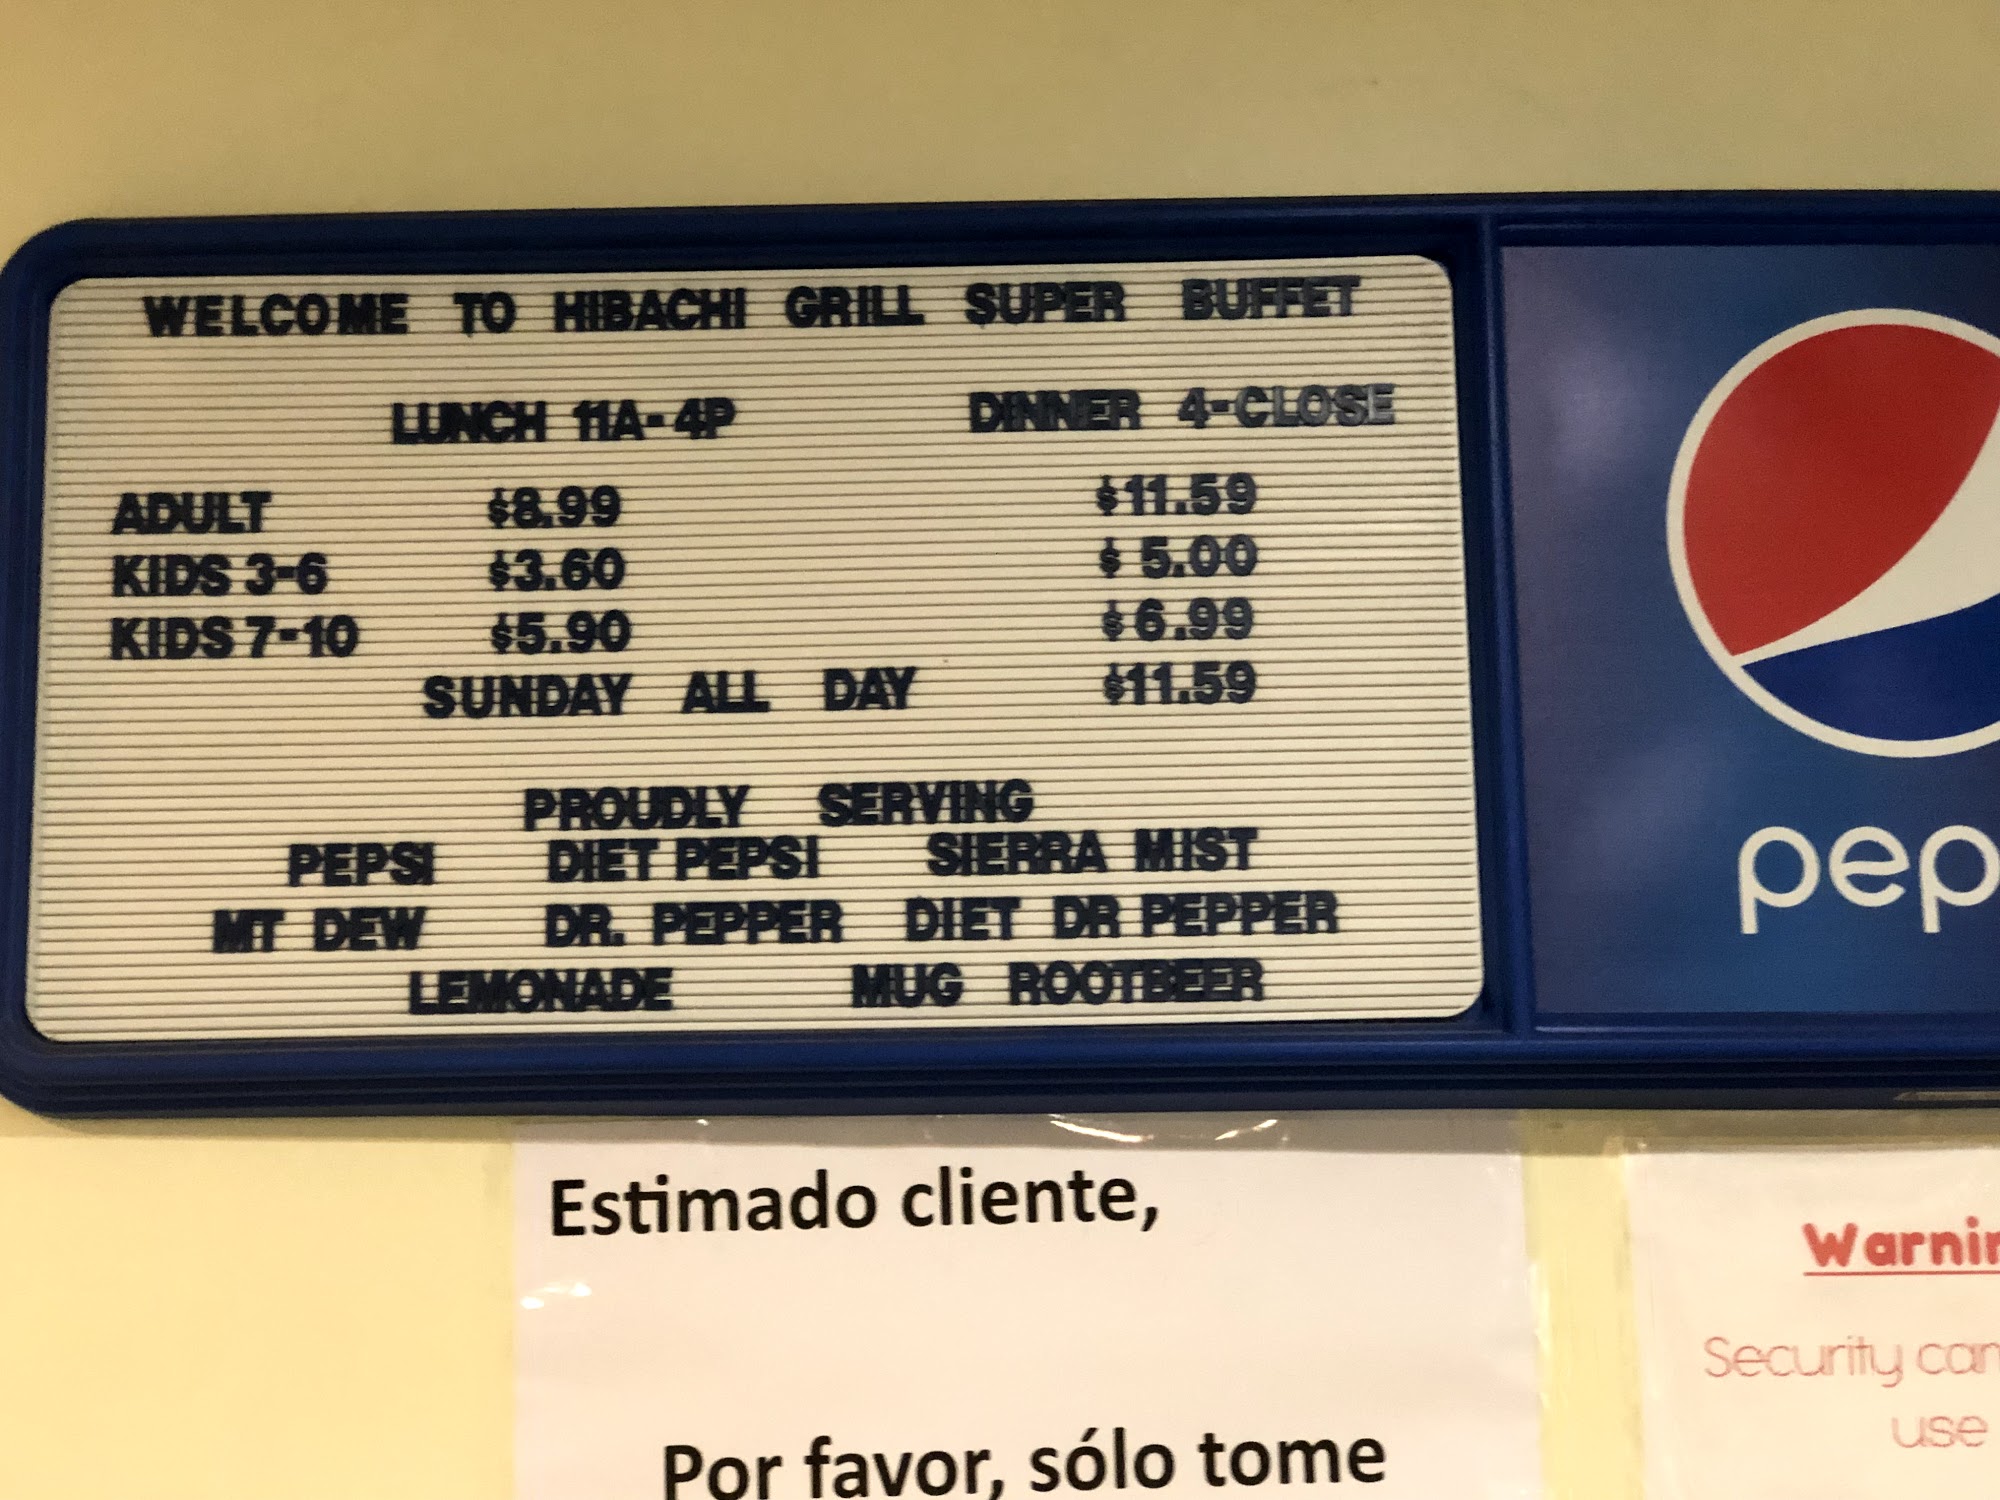 WELCOME TO HIBACHI GRILL SUPER BUFFET
LUNCH 11A-4P DINNER 4-CLOSE
ADULT $8.99 $11.59
KIDS 3-6 $3.60 $ 5.00
KIDS 7-10 $5.90 $ 6.99
SUNDAY ALL DAY $11.59
PROUDLY SERVING
PEPSI DIET PEPSI SIERRA MIST
MT DEW DR. PEPPER DIET DR PEPPER
LEMONADE MUG ROOTBEER
pep
Estimado cliente,
Por favor, sólo tome
Warnin
Security cam
use